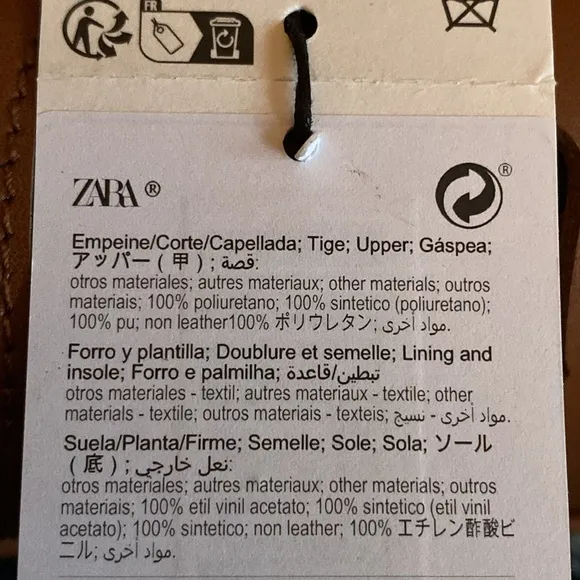 FR
ZARA ®
®
Empeine/Corte/Capellada; Tige; Upper; Gáspea;
アッパー ( 甲 ) ; قصة:
otros materiales; autres materiaux; other materials; outros
materiais; 100% poliuretano; 100% sintetico (poliuretano);
100% pu; non leather100% ポリウレタン; مواد أخرى.
Forro y plantilla; Doublure et semelle; Lining and
insole; Forro e palmilha; تبطين/قاعدة
otros materiales - textil; autres materiaux - textile; other
materials - textile; outros materiais - texteis; مواد أخرى - نسيج.
Suela/Planta/Firme; Semelle; Sole; Sola; ソール
( 底 ) ; نعل خارجي:
otros materiales; autres materiaux; other materials; outros
materiais; 100% etil vinil acetato; 100% sintetico (etil vinil
acetato); 100% sintetico; non leather; 100% エチレン酢酸ビ
ニル; مواد أخرى.